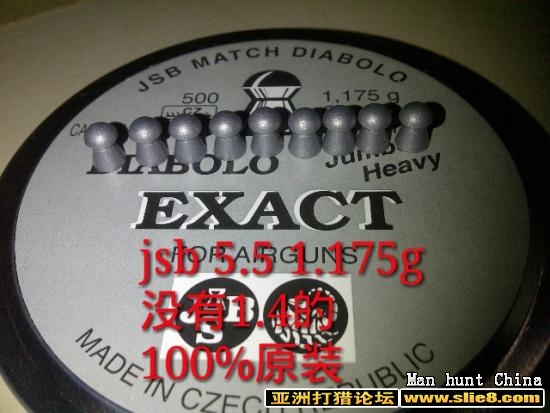 JSB MATCH DIABOLO
500 1,175 g
CZ
DIABOLO Jumbo
Heavy
EXACT
FOR AIRGUNS
jsb 5.5 1.175g
没有1.4的
100%原装
JSB
MADE IN CZECH REPUBLIC
Man hunt China
亚洲打猎论坛
www.slie8.com